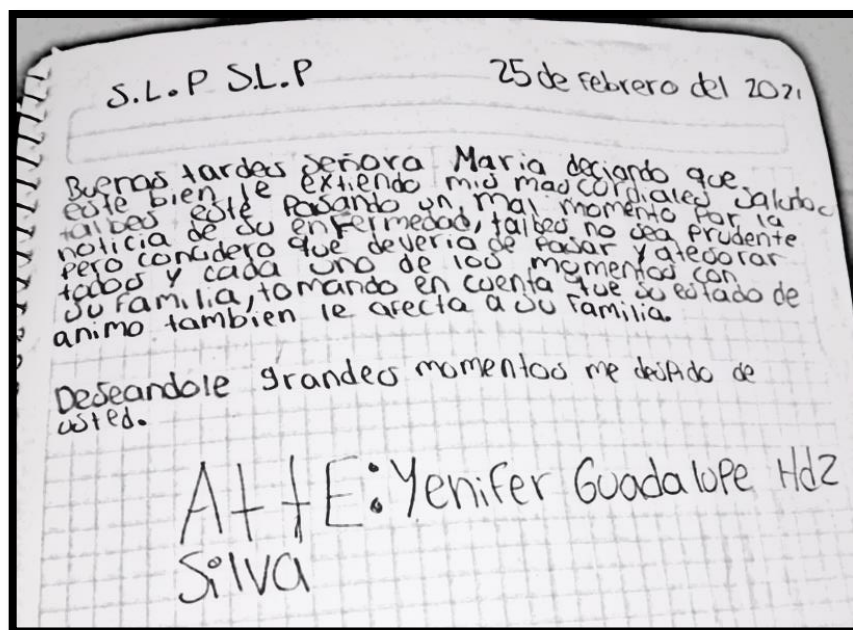 S.L.P S.L.P 25 de febrero del 2021
Buenas tardes Señora Maria deciando que
este bien le extiendo mis mas cordiales saludos
talbes este pasando un mal momento por la
noticia de su enfermedad, talbes no sea prudente
pero concidero que deveria de pasar y atesorar
todos y cada uno de los momentos con
su familia, tomando en cuenta que su estado de
animo tambien le afecta a su familia.
Deseandole grandes momentos me despido de
usted.
AttE: Yenifer Guadalupe Hdz
Silva